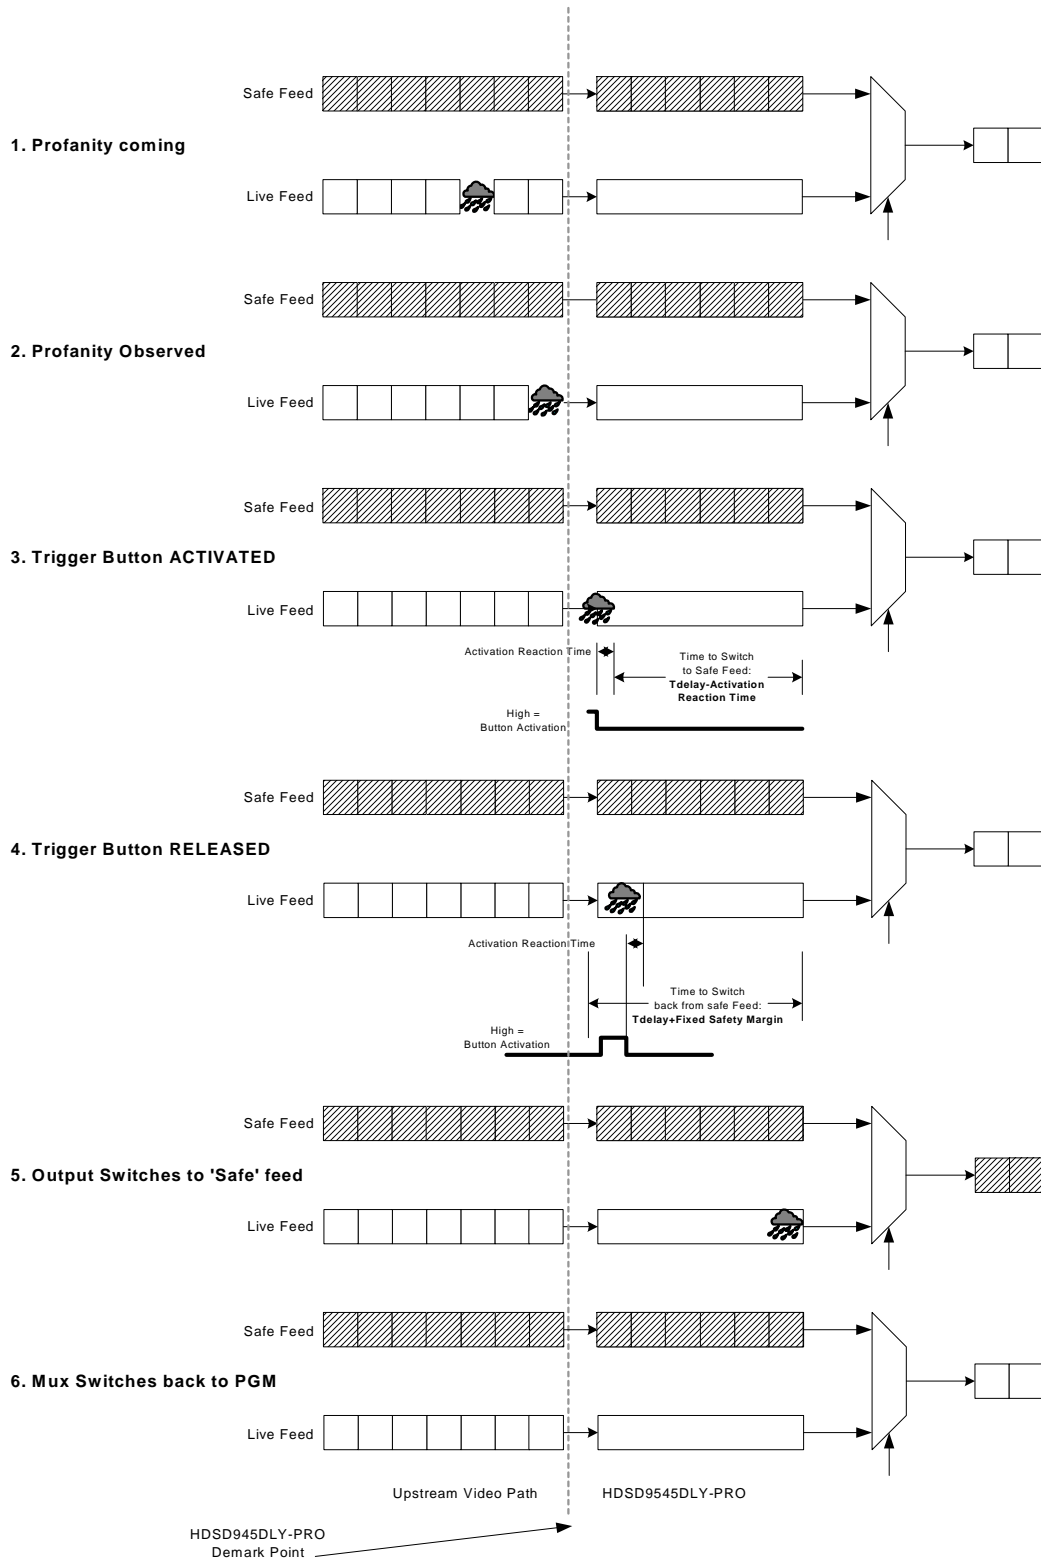 Safe Feed
1. Profanity coming
Live Feed
Safe Feed
2. Profanity Observed
Live Feed
Safe Feed
3. Trigger Button ACTIVATED
Live Feed
Activation Reaction Time
Time to Switch
to Safe Feed:
Tdelay-Activation
Reaction Time
High =
Button Activation
Safe Feed
4. Trigger Button RELEASED
Live Feed
Activation Reaction Time
Time to Switch
back from safe Feed:
Tdelay+Fixed Safety Margin
High =
Button Activation
Safe Feed
5. Output Switches to 'Safe' feed
Live Feed
Safe Feed
6. Mux Switches back to PGM
Live Feed
Upstream Video Path
HDSD9545DLY-PRO
HDSD945DLY-PRO
Demark Point